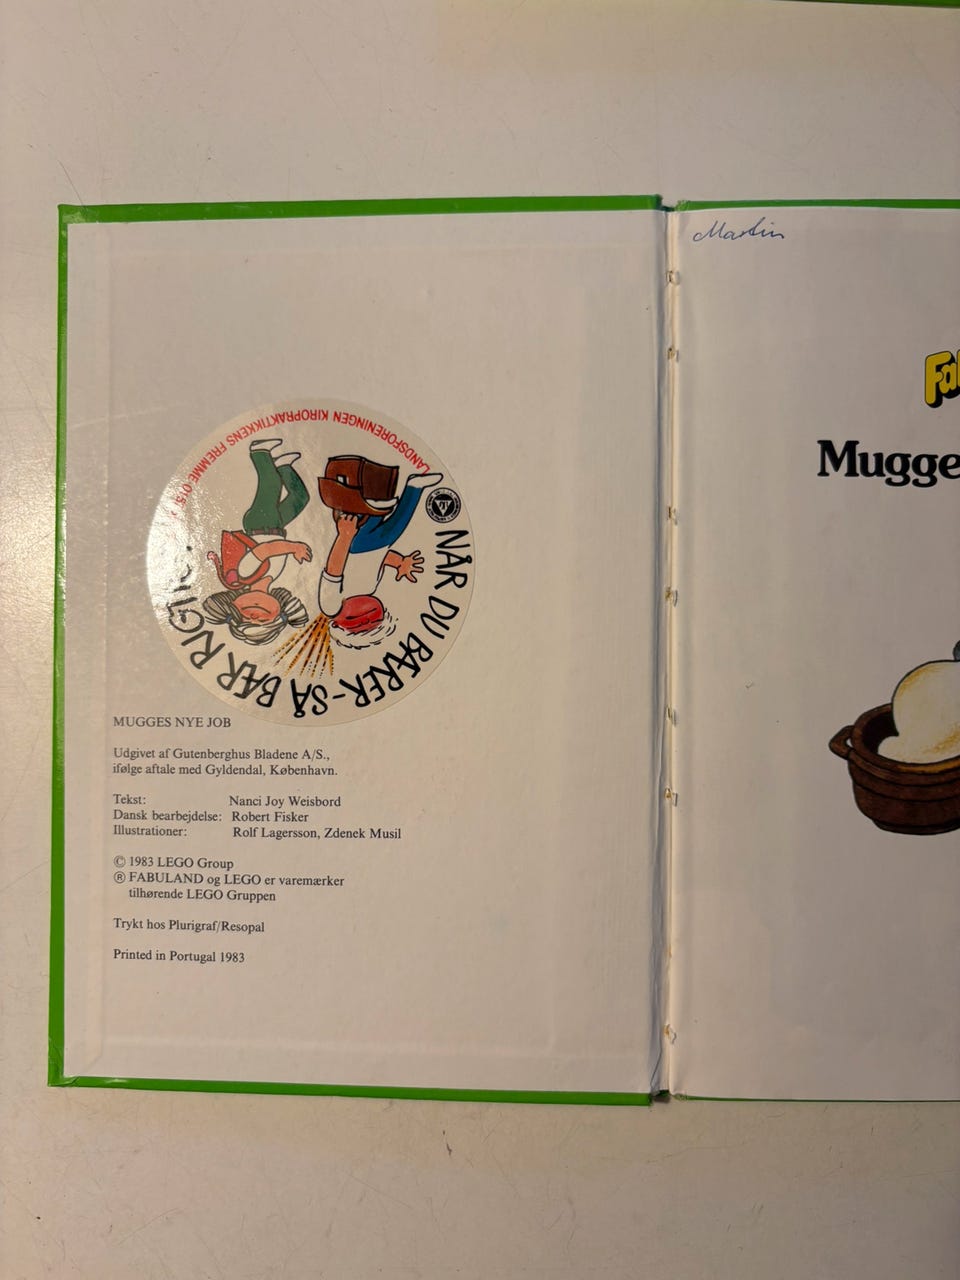 LANDSFORENINGEN KIROPRAKTIKKENS FREMME
NÅR DU BÆRER-SÅ BÆR
MUGGES NYE JOB
Udgivet af Gutenberghus Bladene A/S.,
ifølge aftale med Gyldendal, København.
Tekst: Nanci Joy Weisbord
Dansk bearbejdelse: Robert Fisker
Illustrationer: Rolf Lagersson, Zdenek Musil
© 1983 LEGO Group
® FABULAND og LEGO er varemærker
tilhørende LEGO Gruppen
Trykt hos Plurigraf/Resopal
Printed in Portugal 1983
Martin
Fa
Mugge